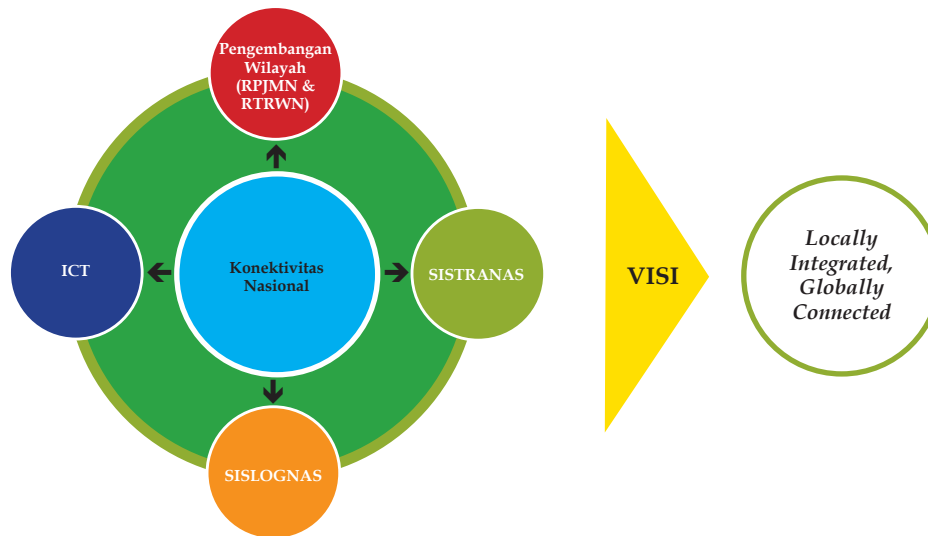 Pengembangan
Wilayah
(RPJMN &
RTRWN)
ICT
Konektivitas
Nasional
SISTRANAS
SISLOGNAS
VISI
Locally
Integrated,
Globally
Connected